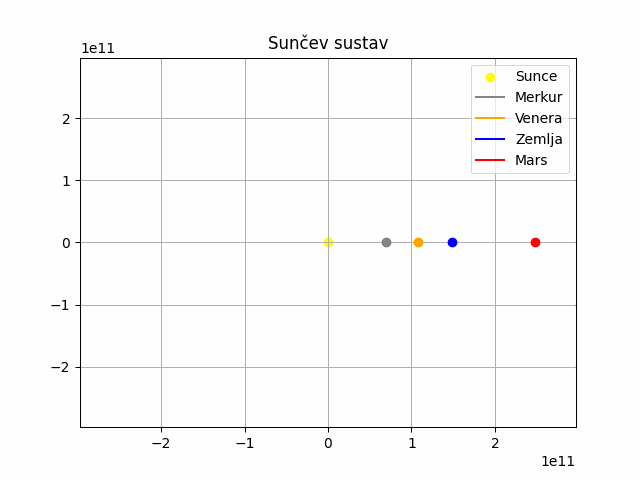 Sunčev sustav
1e11
Sunce
Merkur
Venera
Zemlja
Mars
2
1
0
−1
−2
−2
−1
0
1
2
1e11